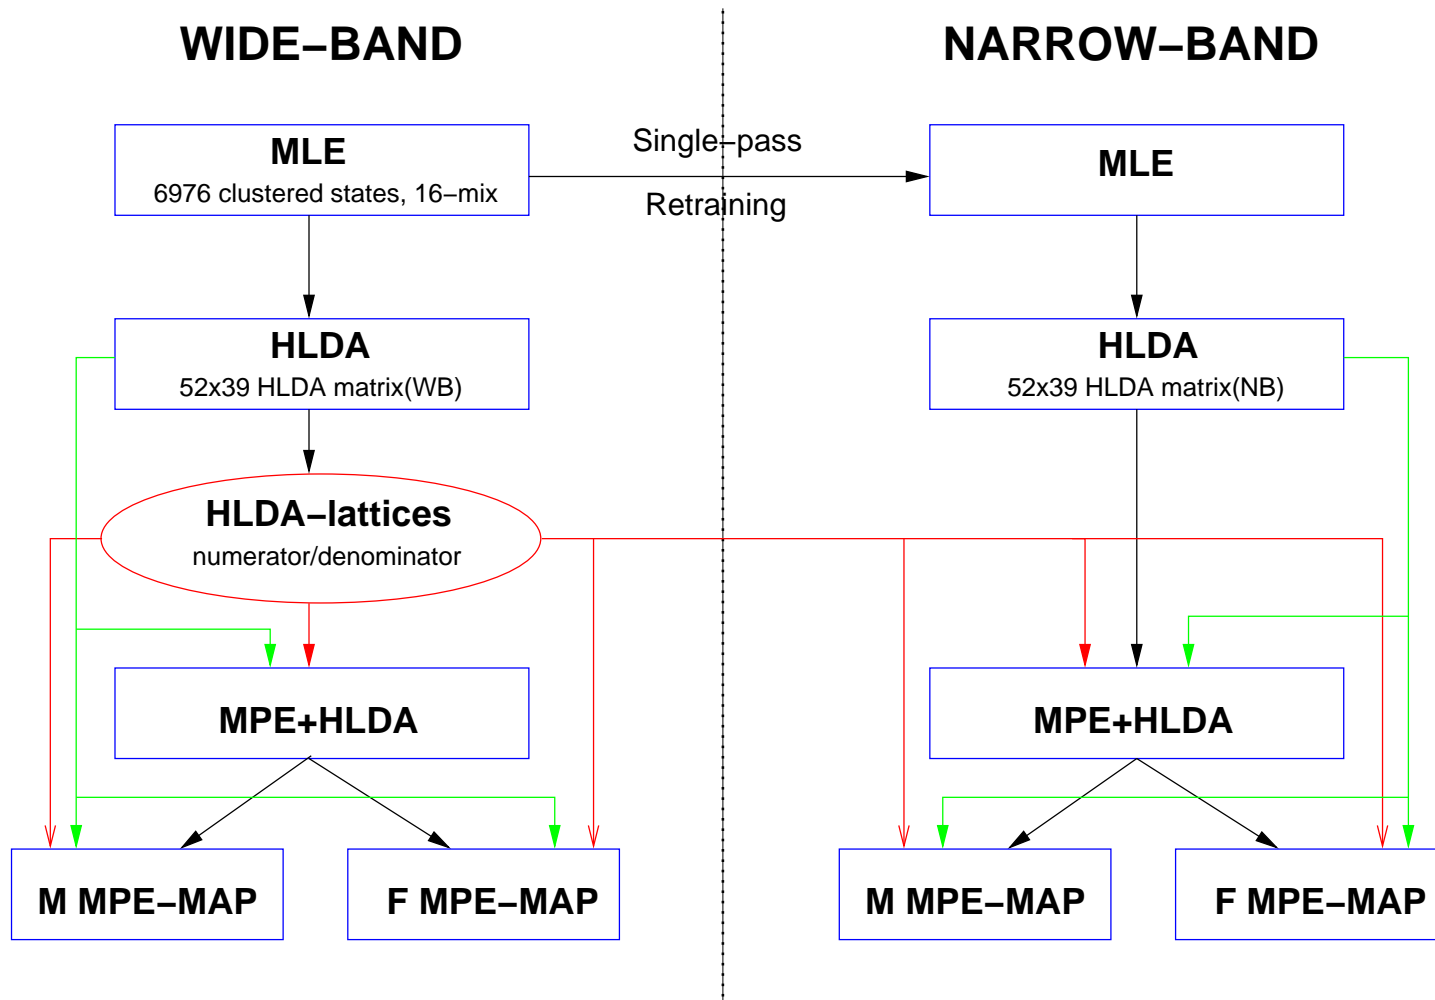 WIDE–BAND
NARROW–BAND
MLE
6976 clustered states, 16–mix
Single–pass
Retraining
MLE
HLDA
52x39 HLDA matrix(WB)
HLDA
52x39 HLDA matrix(NB)
HLDA–lattices
numerator/denominator
MPE+HLDA
MPE+HLDA
M MPE–MAP
F MPE–MAP
M MPE–MAP
F MPE–MAP